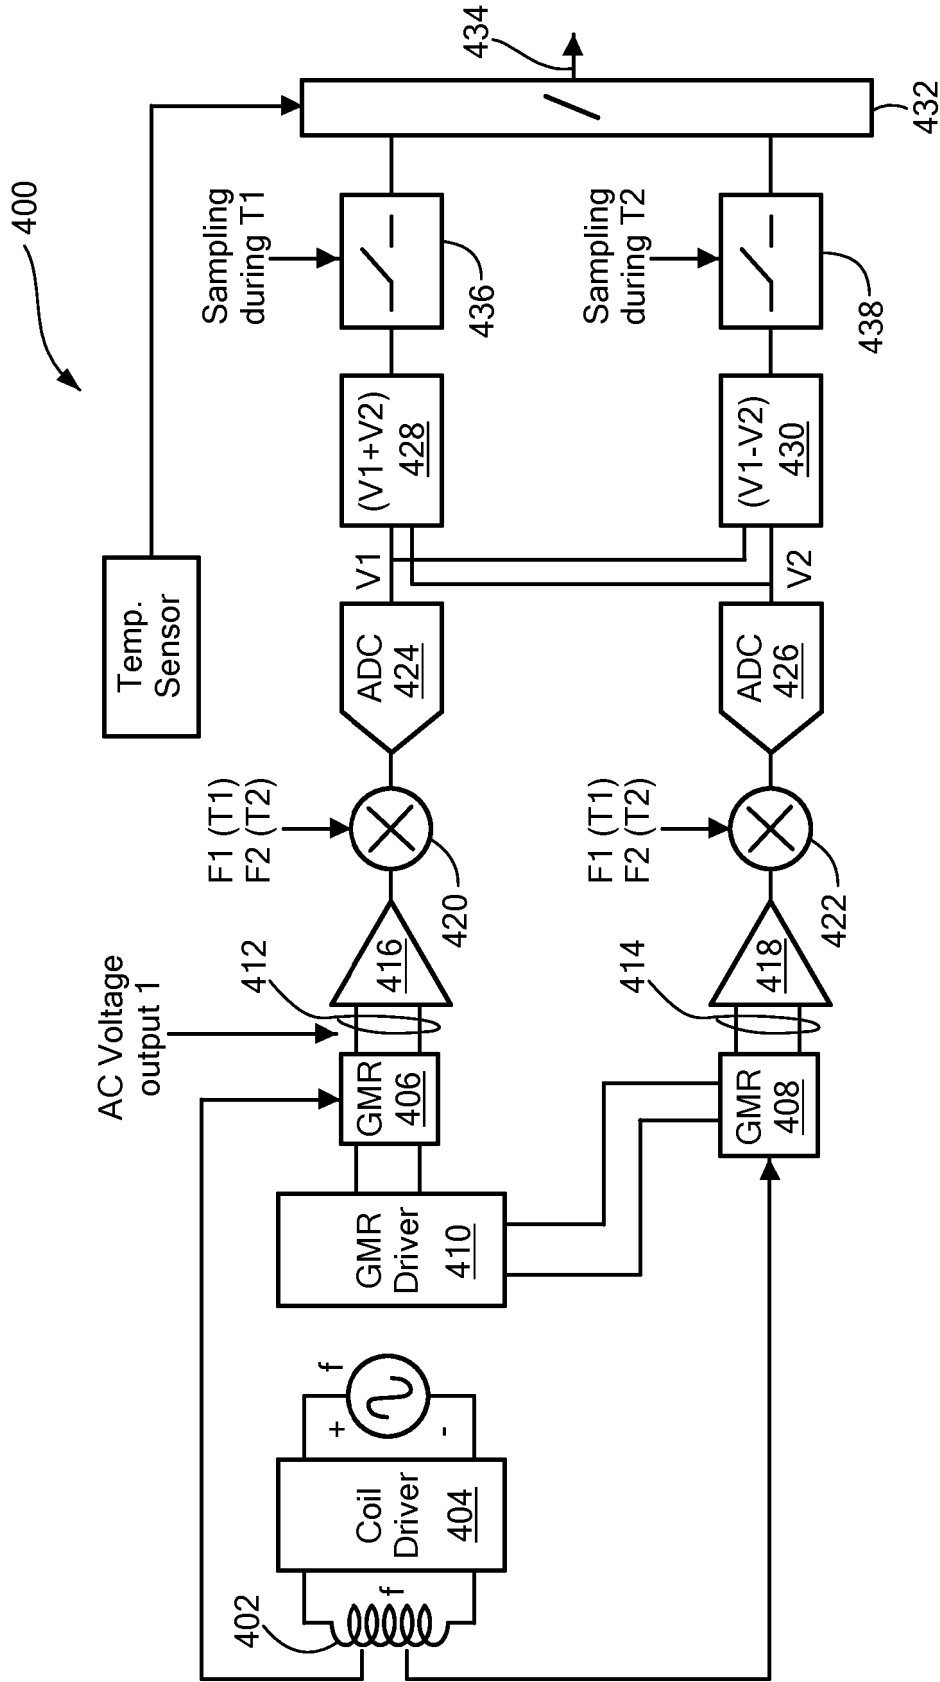 400
Temp.
Sensor
434
432
Sampling
during T1
436
Sampling
during T2
438
(V1+V2)
428
(V1-V2)
430
V1
V2
ADC
424
ADC
426
F1 (T1)
F2 (T2)
420
F1 (T1)
F2 (T2)
422
AC Voltage
output 1
412
416
414
418
GMR
406
GMR
408
GMR
Driver
410
f
+
-
Coil
Driver
404
f
402